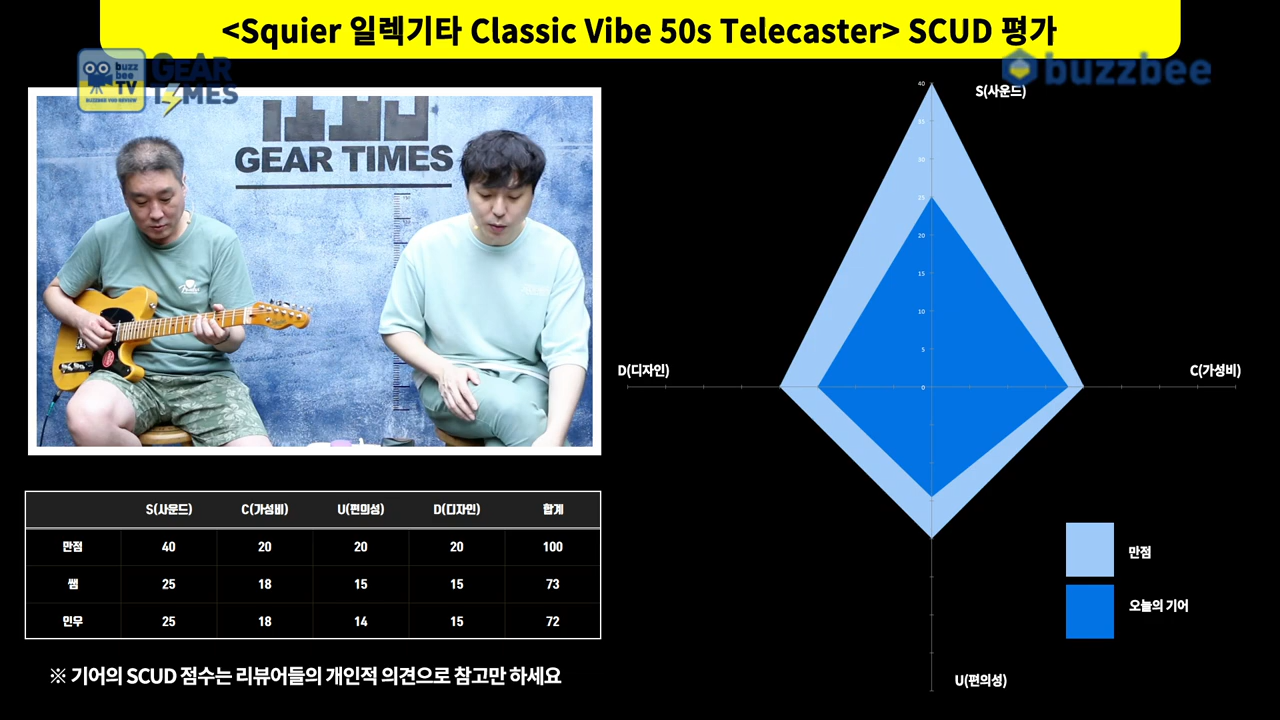 <Squier 일렉기타 Classic Vibe 50s Telecaster> SCUD 평가
buzz
bee
TV
BUZZBEE VOD REVIEW
GEAR
TIMES
buzzbee
GEAR TIMES
S(사운드)
40
35
30
25
20
15
10
5
0
D(디자인)
C(가성비)
U(편의성)
만점
오늘의 기어
S(사운드) C(가성비) U(편의성) D(디자인) 합계
만점 40 20 20 20 100
쌤 25 18 15 15 73
민우 25 18 14 15 72
※ 기어의 SCUD 점수는 리뷰어들의 개인적 의견으로 참고만 하세요